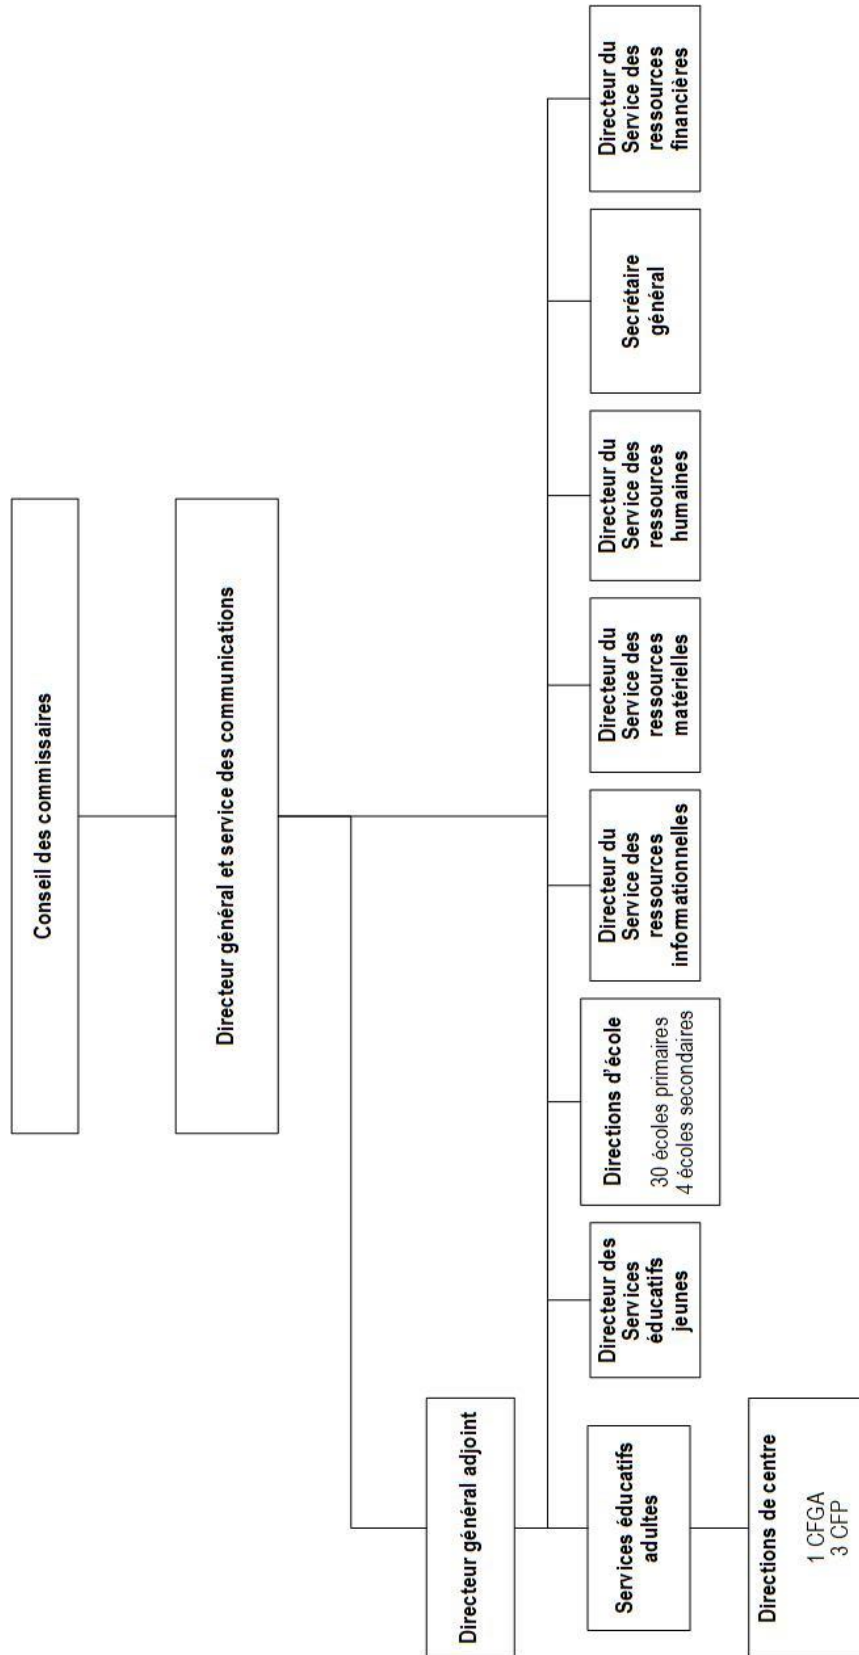 Conseil des commissaires
Directeur général et service des communications
Directeur général adjoint
Services éducatifs
adultes
Directeur des
Services
éducatifs
jeunes
Directions d'école
30 écoles primaires
4 écoles secondaires
Directeur du
Service des
ressources
informationnelles
Directeur du
Service des
ressources
matérielles
Directeur du
Service des
ressources
humaines
Secrétaire
général
Directeur du
Service des
ressources
financières
Directions de centre
1 CFGA
3 CFP